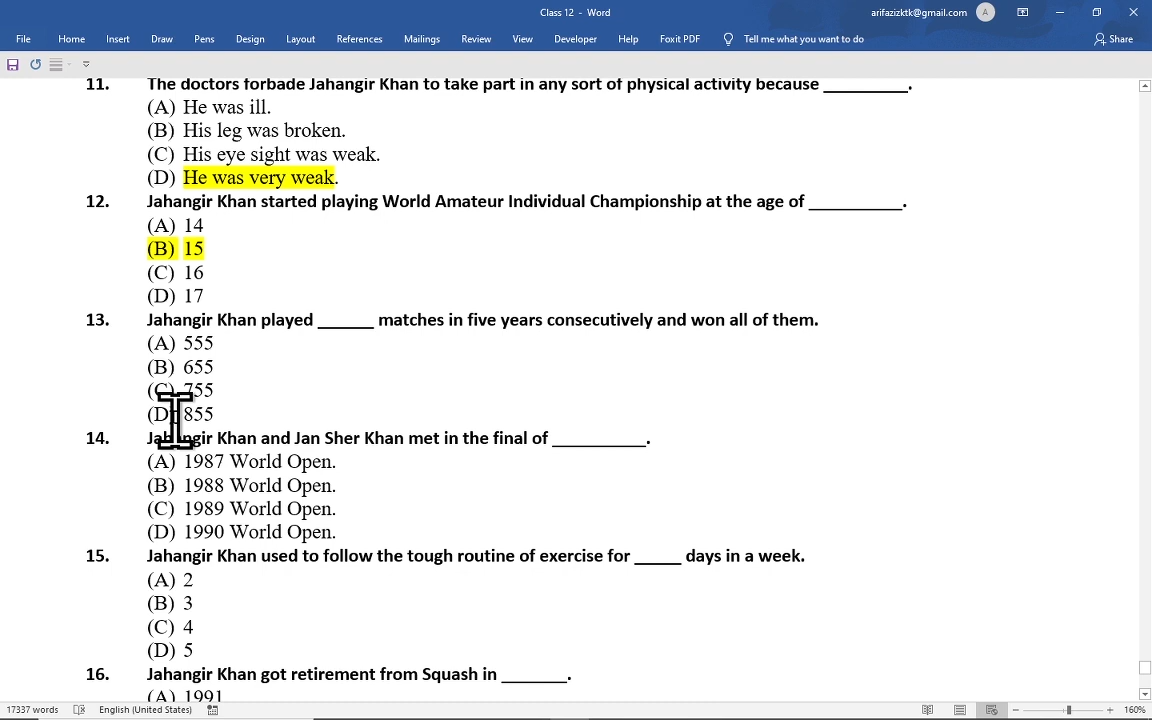 Class 12 - Word
arifazizktk@gmail.com A
File Home Insert Draw Pens Design Layout References Mailings Review View Developer Help Foxit PDF Tell me what you want to do Share
11. The doctors forbade Jahangir Khan to take part in any sort of physical activity because _________.
(A) He was ill.
(B) His leg was broken.
(C) His eye sight was weak.
(D) He was very weak.
12. Jahangir Khan started playing World Amateur Individual Championship at the age of __________.
(A) 14
(B) 15
(C) 16
(D) 17
13. Jahangir Khan played ______ matches in five years consecutively and won all of them.
(A) 555
(B) 655
(C) 755
(D) 855
14. Jahangir Khan and Jan Sher Khan met in the final of __________.
(A) 1987 World Open.
(B) 1988 World Open.
(C) 1989 World Open.
(D) 1990 World Open.
15. Jahangir Khan used to follow the tough routine of exercise for _____ days in a week.
(A) 2
(B) 3
(C) 4
(D) 5
16. Jahangir Khan got retirement from Squash in _______.
(A) 1991
17337 words English (United States) 160%